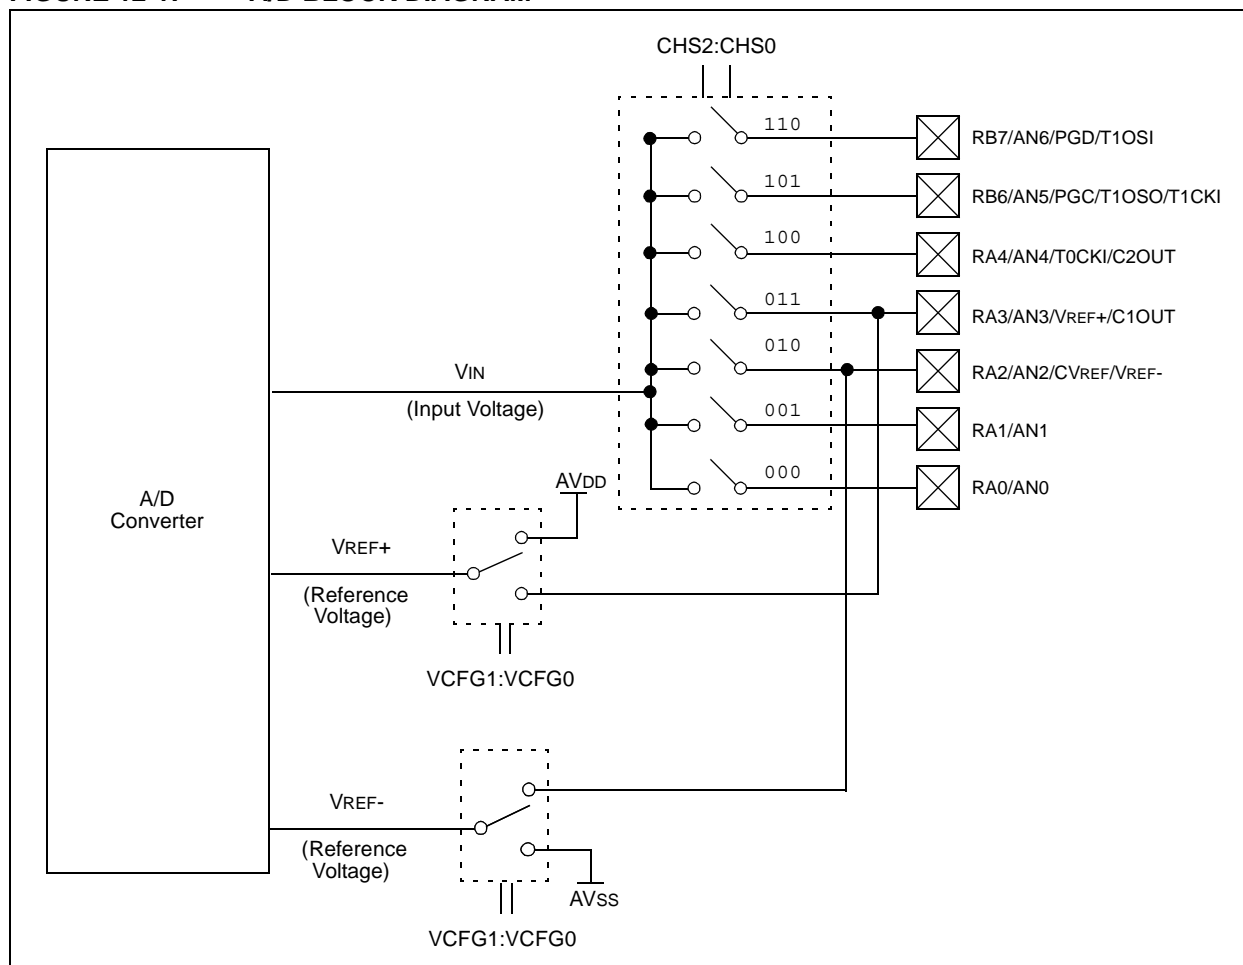 CHS2:CHS0
110
RB7/AN6/PGD/T1OSI
101
RB6/AN5/PGC/T1OSO/T1CKI
100
RA4/AN4/T0CKI/C2OUT
011
RA3/AN3/VREF+/C1OUT
010
RA2/AN2/CVREF/VREF-
VIN
(Input Voltage)
001
RA1/AN1
000
RA0/AN0
A/D
Converter
AVDD
VREF+
(Reference
Voltage)
VCFG1:VCFG0
VREF-
(Reference
Voltage)
AVSS
VCFG1:VCFG0